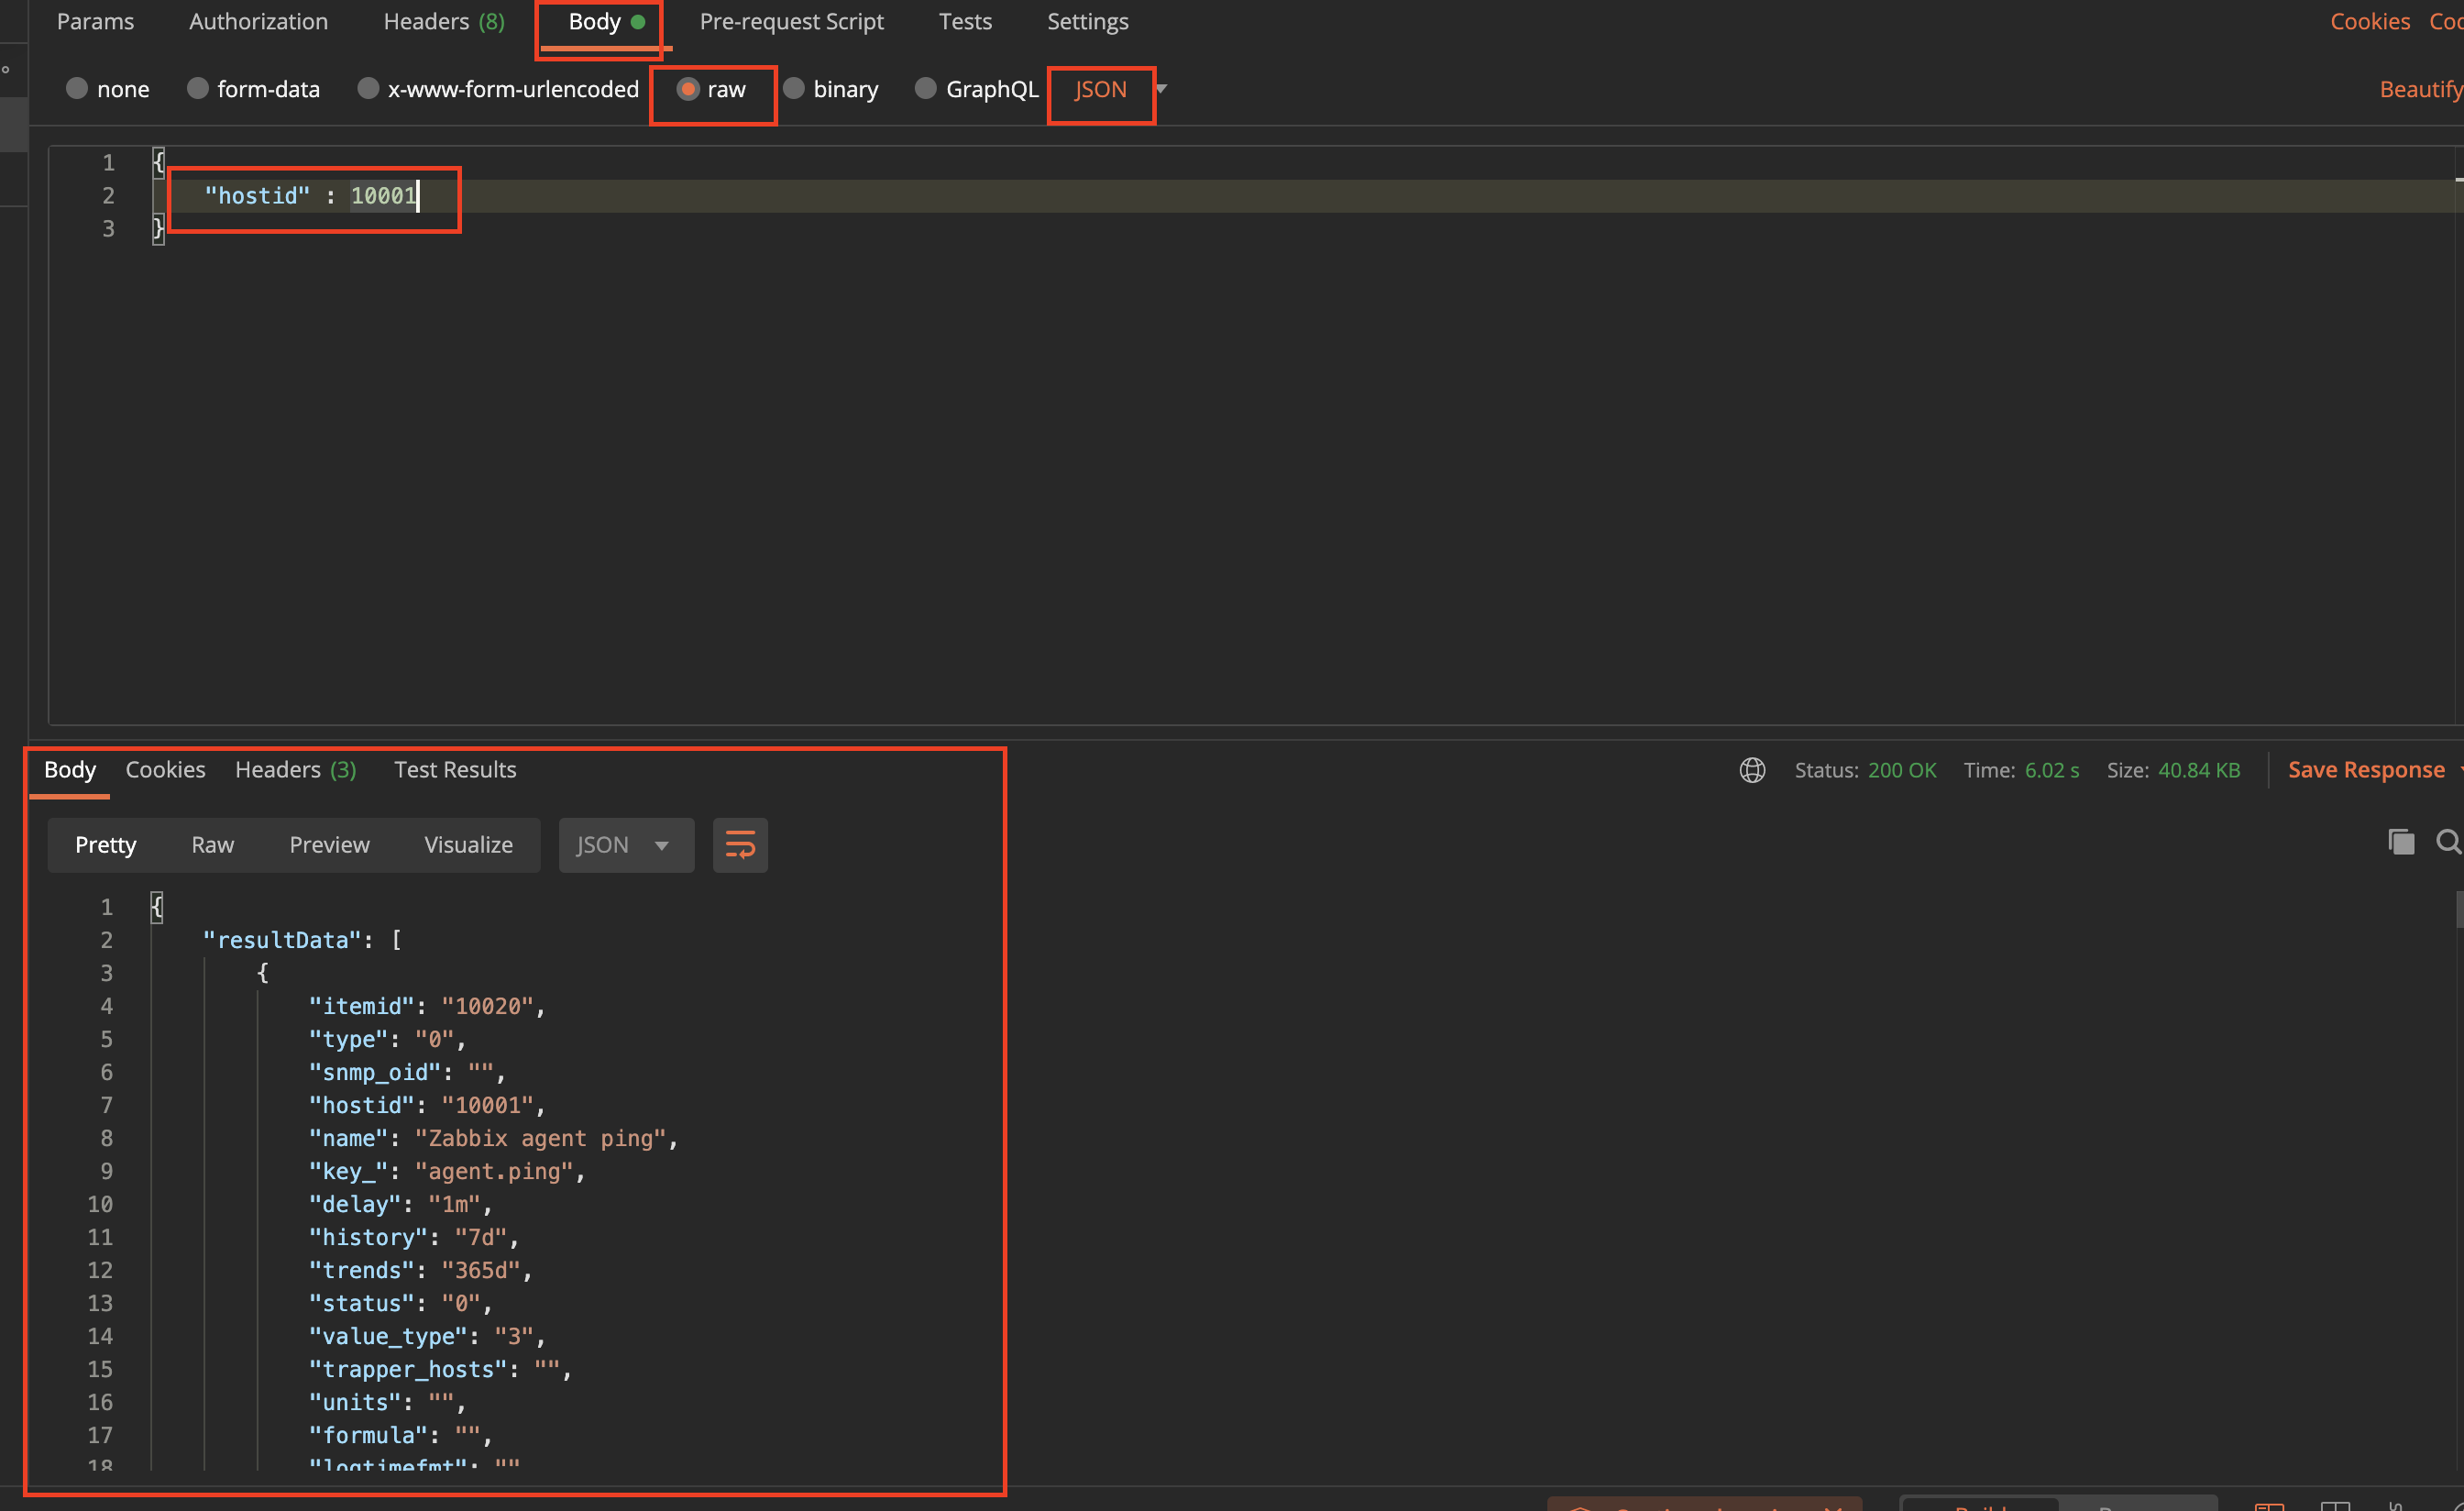 Params Authorization Headers (8) Body Pre-request Script Tests Settings Cookies
none form-data x-www-form-urlencoded raw binary GraphQL JSON Beautify
1 {
2 "hostid" : 10001
3 }
Body Cookies Headers (3) Test Results Status: 200 OK Time: 6.02 s Size: 40.84 KB Save Response
Pretty Raw Preview Visualize JSON
1 {
2 "resultData": [
3 {
4 "itemid": "10020",
5 "type": "0",
6 "snmp_oid": "",
7 "hostid": "10001",
8 "name": "Zabbix agent ping",
9 "key_": "agent.ping",
10 "delay": "1m",
11 "history": "7d",
12 "trends": "365d",
13 "status": "0",
14 "value_type": "3",
15 "trapper_hosts": "",
16 "units": "",
17 "formula": "",
18 "logtimefmt": ""